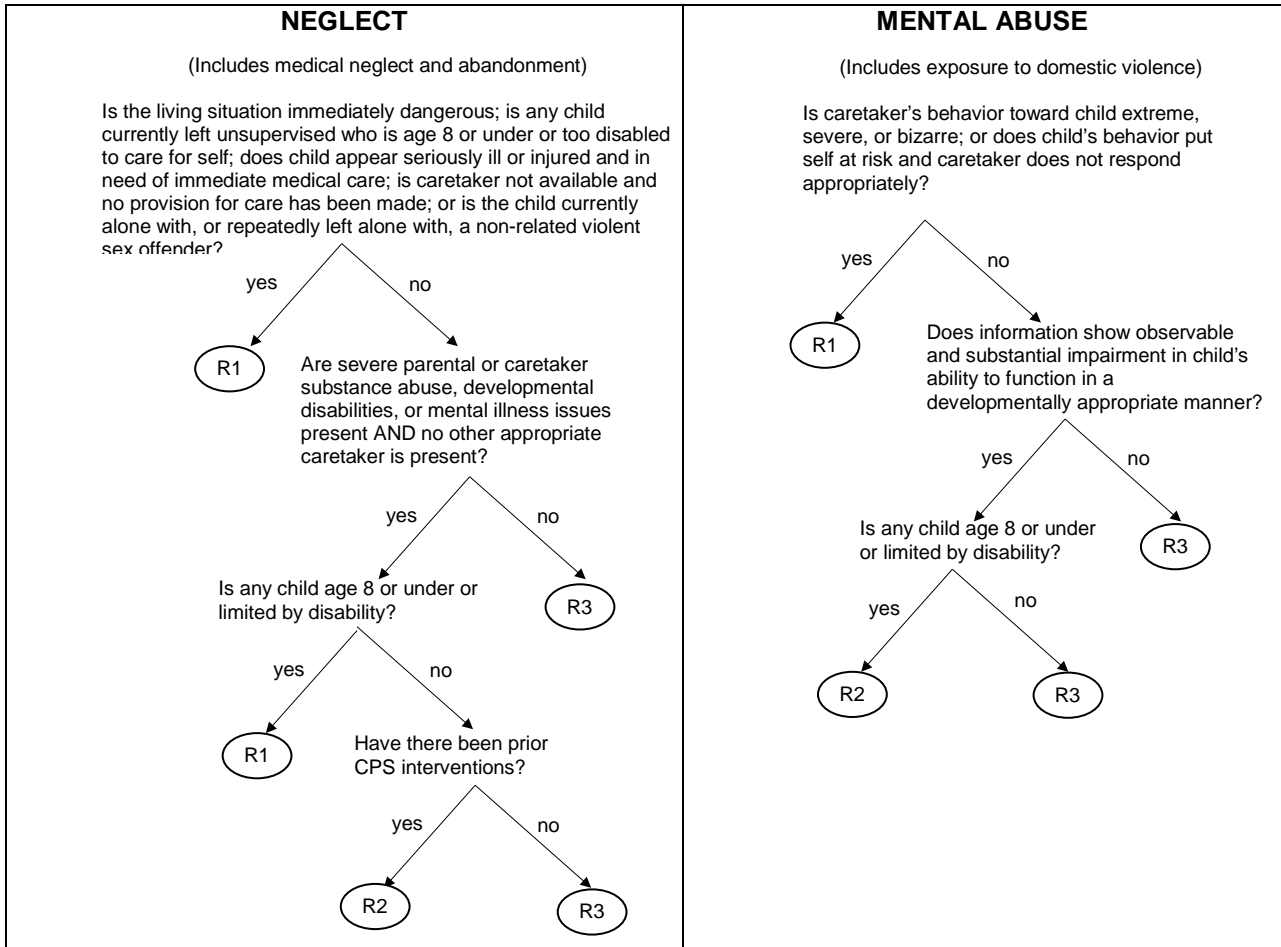 NEGLECT
(Includes medical neglect and abandonment)
Is the living situation immediately dangerous; is any child
currently left unsupervised who is age 8 or under or too disabled
to care for self; does child appear seriously ill or injured and in
need of immediate medical care; is caretaker not available and
no provision for care has been made; or is the child currently
alone with, or repeatedly left alone with, a non-related violent
sex offender?
yes
no
R1
Are severe parental or caretaker
substance abuse, developmental
disabilities, or mental illness issues
present AND no other appropriate
caretaker is present?
yes
no
Is any child age 8 or under or
limited by disability?
R3
yes
no
R1
Have there been prior
CPS interventions?
yes
no
R2
R3
MENTAL ABUSE
(Includes exposure to domestic violence)
Is caretaker’s behavior toward child extreme,
severe, or bizarre; or does child’s behavior put
self at risk and caretaker does not respond
appropriately?
yes
no
R1
Does information show observable
and substantial impairment in child’s
ability to function in a
developmentally appropriate manner?
yes
no
Is any child age 8 or under
or limited by disability?
R3
yes
no
R2
R3